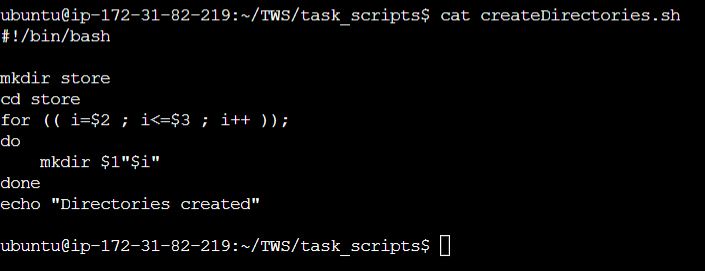 ubuntu@ip-172-31-82-219:~/TWS/task_scripts$ cat createDirectories.sh
#!/bin/bash
mkdir store
cd store
for (( i=$2 ; i<=$3 ; i++ ));
do
    mkdir $1"$i"
done
echo "Directories created"
ubuntu@ip-172-31-82-219:~/TWS/task_scripts$